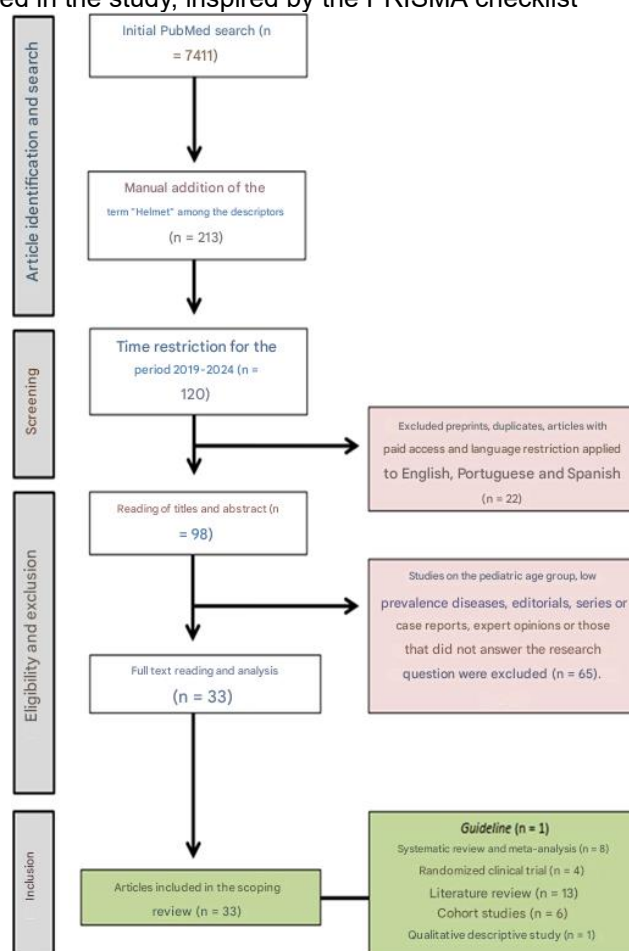 ed in the study, inspired by the PRISMA checklist
Article identification and search
Initial PubMed search (n
= 7411)
Manual addition of the
term "Helmet" among the descriptors
(n = 213)
Screening
Time restriction for the
period 2019-2024 (n =
120)
Excluded preprints, duplicates, articles with
paid access and language restriction applied
to English, Portuguese and Spanish
(n = 22)
Eligibility and exclusion
Reading of titles and abstract (n
= 98)
Studies on the pediatric age group, low
prevalence diseases, editorials, series or
case reports, expert opinions or those
that did not answer the research
question were excluded (n = 65).
Full text reading and analysis
(n = 33)
Inclusion
Articles included in the scoping
review (n = 33)
Guideline (n = 1)
Systematic review and meta-analysis (n = 8)
Randomized clinical trial (n = 4)
Literature review (n = 13)
Cohort studies (n = 6)
Qualitative descriptive study (n = 1)